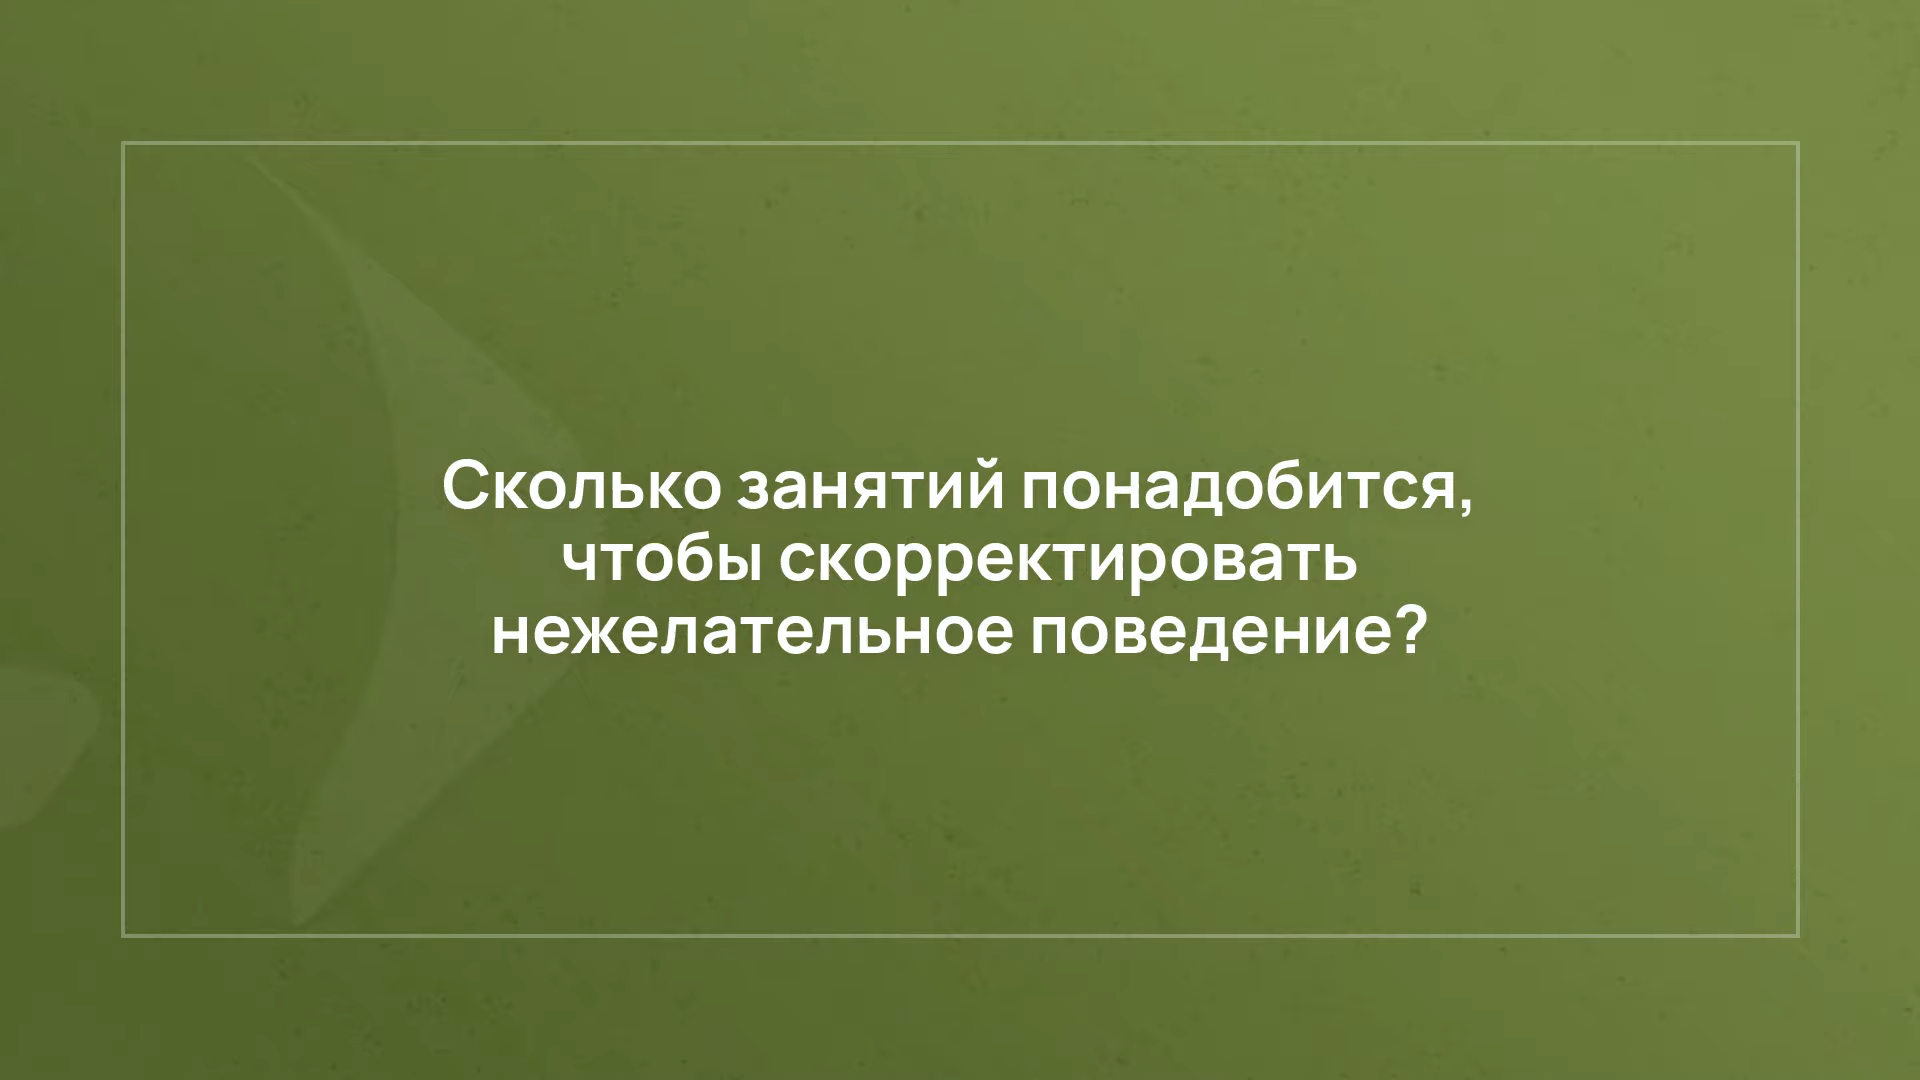 Сколько занятий понадобится,
чтобы скорректировать
нежелательное поведение?